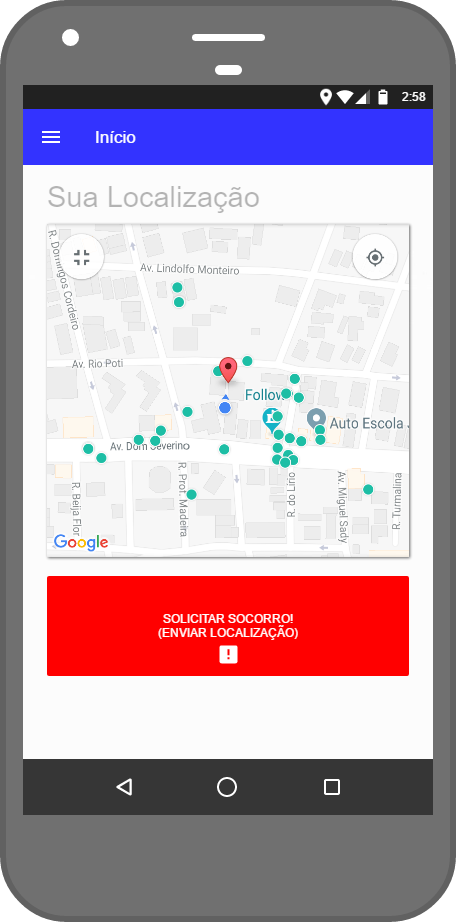 2:58
Início
Sua Localização
R. Domingos Cordeiro
Av. Lindolfo Monteiro
Av. Rio Poti
Follow
Auto Escola J
Av. Dom Severino
R. Beija Flor
R. Prof. Madeira
R. do Lírio
Av. Miguel Sady
R. Turmalina
Google
SOLICITAR SOCORRO!
(ENVIAR LOCALIZAÇÃO)